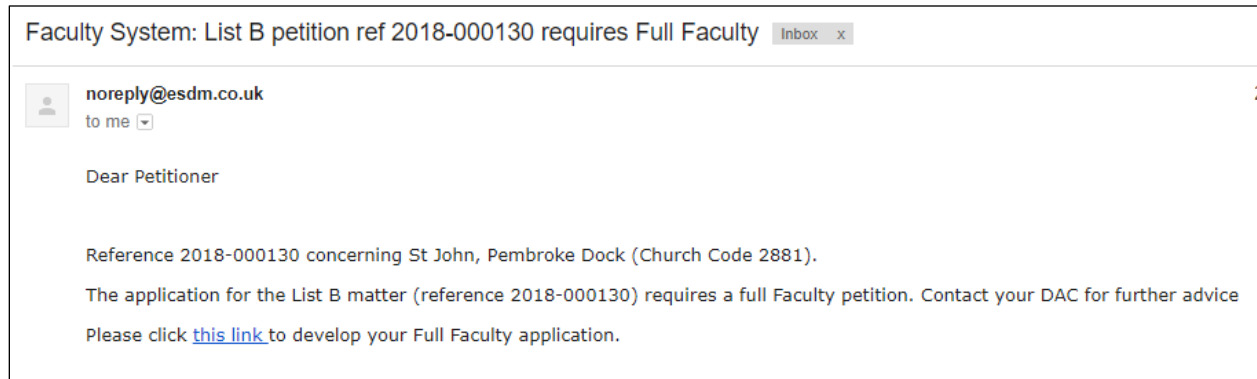 Faculty System: List B petition ref 2018-000130 requires Full Faculty Inbox x
noreply@esdm.co.uk
to me
Dear Petitioner
Reference 2018-000130 concerning St John, Pembroke Dock (Church Code 2881).
The application for the List B matter (reference 2018-000130) requires a full Faculty petition. Contact your DAC for further advice
Please click this link to develop your Full Faculty application.